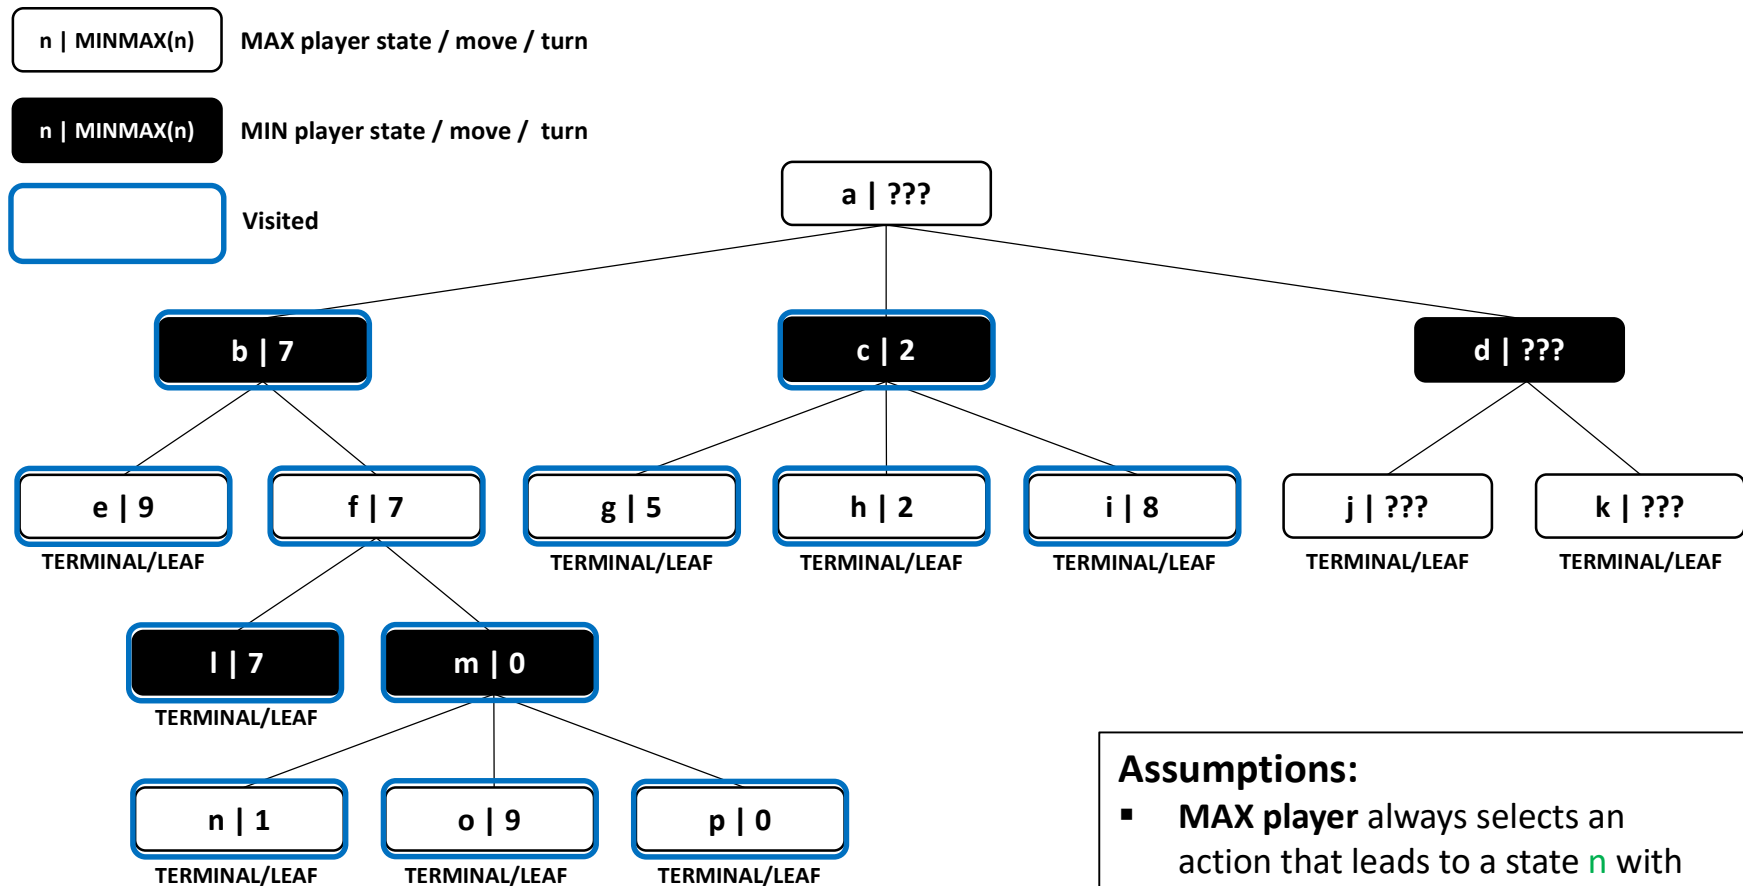 n | MINMAX(n) MAX player state / move / turn
n | MINMAX(n) MIN player state / move / turn
Visited
a | ???
b | 7 c | 2 d | ???
e | 9 f | 7 g | 5 h | 2 i | 8 j | ??? k | ???
TERMINAL/LEAF TERMINAL/LEAF TERMINAL/LEAF TERMINAL/LEAF TERMINAL/LEAF TERMINAL/LEAF
l | 7 m | 0
TERMINAL/LEAF
n | 1 o | 9 p | 0
TERMINAL/LEAF TERMINAL/LEAF TERMINAL/LEAF
Assumptions:
▪ MAX player always selects an
action that leads to a state n with